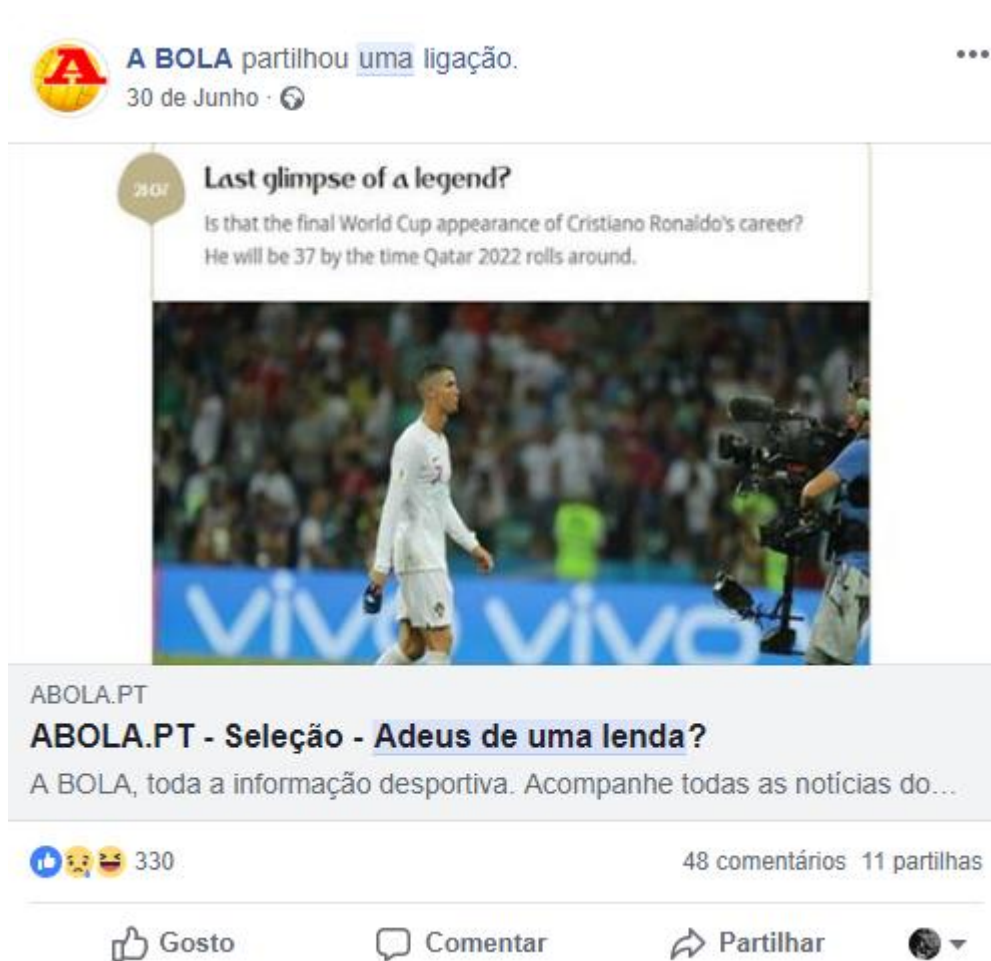 A BOLA partilhou uma ligação.
30 de Junho
Last glimpse of a legend?
Is that the final World Cup appearance of Cristiano Ronaldo's career?
He will be 37 by the time Qatar 2022 rolls around.
vivo vivo
ABOLA.PT
ABOLA.PT - Seleção - Adeus de uma lenda?
A BOLA, toda a informação desportiva. Acompanhe todas as notícias do...
330 48 comentários 11 partilhas
Gosto Comentar Partilhar